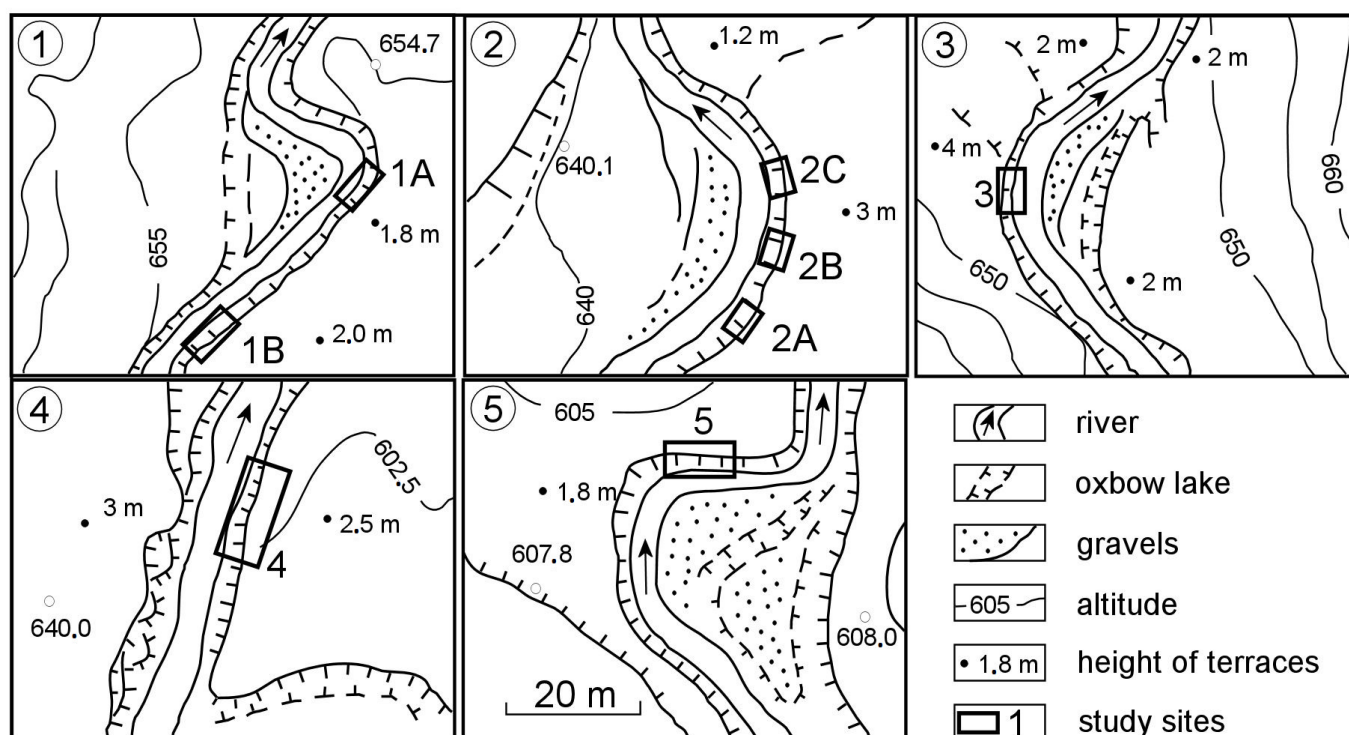 1
654.7
655
1A
1.8 m
1B
2.0 m
2
1.2 m
640.1
640
2C
3 m
2B
2A
3
2 m
2 m
4 m
3
660
650
650
2 m
4
3 m
602.5
2.5 m
4
640.0
5
605
5
1.8 m
607.8
608.0
20 m
river
oxbow lake
gravels
605 altitude
1.8 m height of terraces
1 study sites